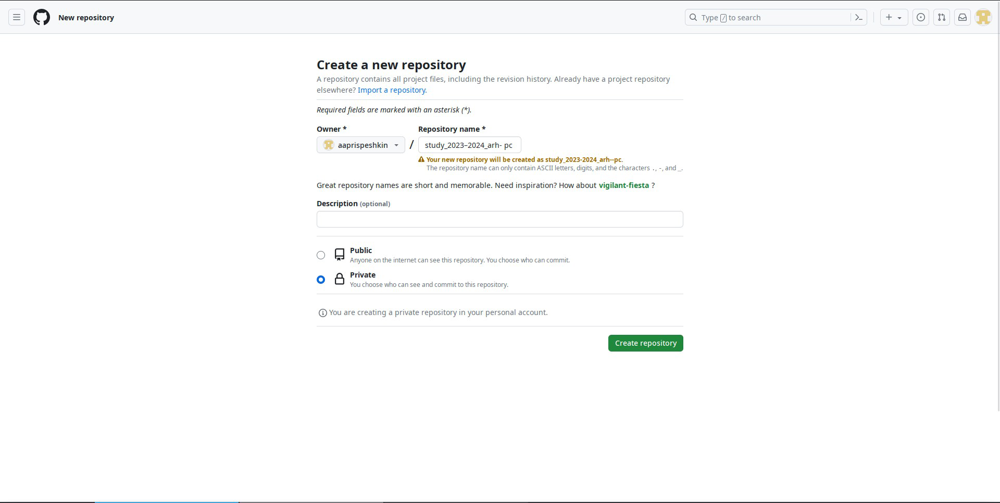 New repository
Type / to search
Create a new repository
A repository contains all project files, including the revision history. Already have a project repository
elsewhere? Import a repository.
Required fields are marked with an asterisk (*).
Owner * Repository name *
aaprispeshkin / study_2023–2024_arh- pc
Your new repository will be created as study_2023-2024_arh--pc.
The repository name can only contain ASCII letters, digits, and the characters ., -, and _.
Great repository names are short and memorable. Need inspiration? How about vigilant-fiesta ?
Description (optional)
Public
Anyone on the internet can see this repository. You choose who can commit.
Private
You choose who can see and commit to this repository.
You are creating a private repository in your personal account.
Create repository